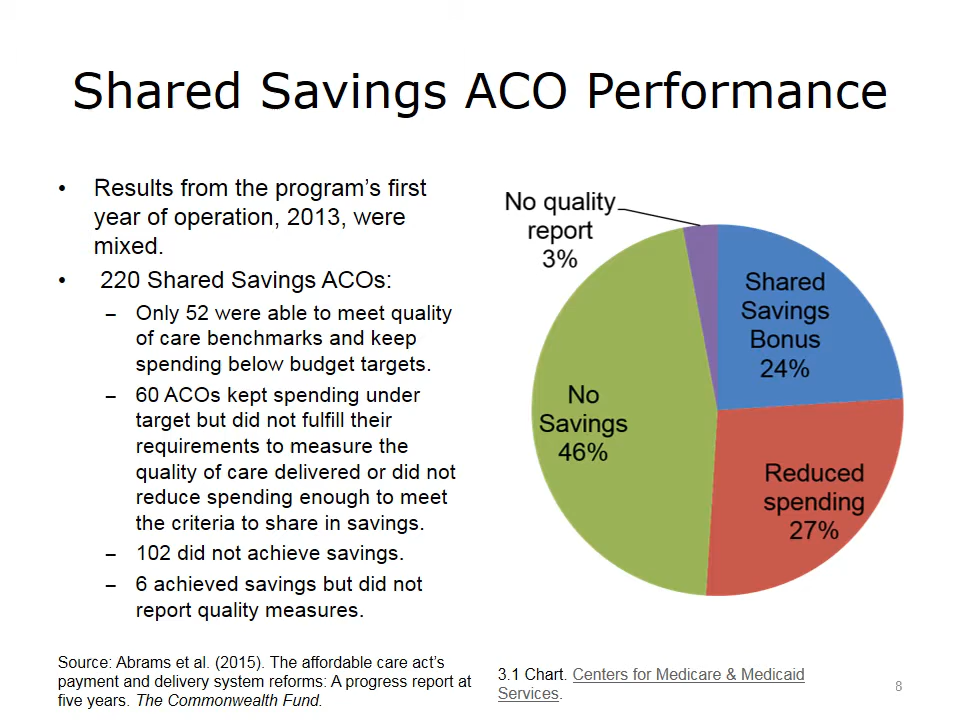 Shared Savings ACO Performance
• Results from the program’s first
year of operation, 2013, were
mixed.
• 220 Shared Savings ACOs:
– Only 52 were able to meet quality
of care benchmarks and keep
spending below budget targets.
– 60 ACOs kept spending under
target but did not fulfill their
requirements to measure the
quality of care delivered or did not
reduce spending enough to meet
the criteria to share in savings.
– 102 did not achieve savings.
– 6 achieved savings but did not
report quality measures.
No quality
report
3%
Shared
Savings
Bonus
24%
No
Savings
46%
Reduced
spending
27%
Source: Abrams et al. (2015). The affordable care act’s
payment and delivery system reforms: A progress report at
five years. The Commonwealth Fund.
3.1 Chart. Centers for Medicare & Medicaid
Services.
8